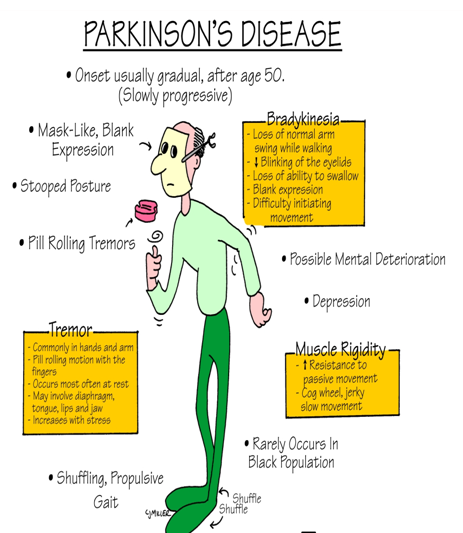 PARKINSON'S DISEASE
• Onset usually gradual, after age 50.
(Slowly progressive)
• Mask-Like, Blank
Expression
• Stooped Posture
• Pill Rolling Tremors
Bradykinesia
- Loss of normal arm
swing while walking
- ↓ Blinking of the eyelids
- Loss of ability to swallow
- Blank expression
- Difficulty initiating
movement
• Possible Mental Deterioration
• Depression
Tremor
- Commonly in hands and arm
- Pill rolling motion with the
fingers
- Occurs most often at rest
- May involve diaphragm,
tongue, lips and jaw
- Increases with stress
Muscle Rigidity
- ↑ Resistance to
passive movement
- Cog wheel, jerky
slow movement
• Rarely Occurs In
Black Population
• Shuffling, Propulsive
Gait
Shuffle
Shuffle
CJMILLER